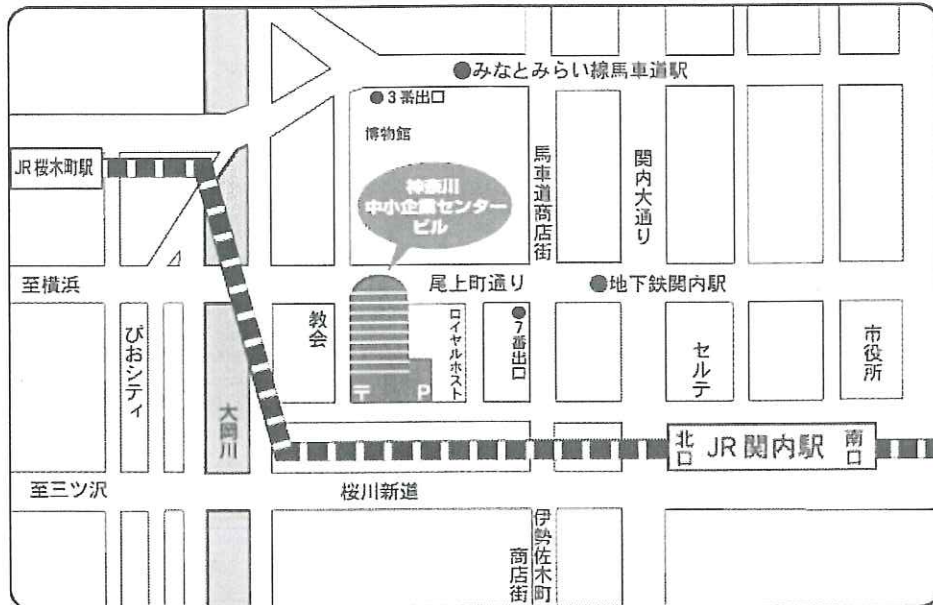 ●みなとみらい線馬車道駅
●3番出口
博物館
JR桜木町駅
神奈川
中小企業センター
ビル
馬車道商店街
関内大通り
至横浜
尾上町通り
●地下鉄関内駅
ぴおシティ
教会
ロイヤルホスト
●7番出口
セルテ
市役所
〒
P
大岡川
北口
JR関内駅
南口
至三ツ沢
桜川新道
伊勢佐木町
商店街